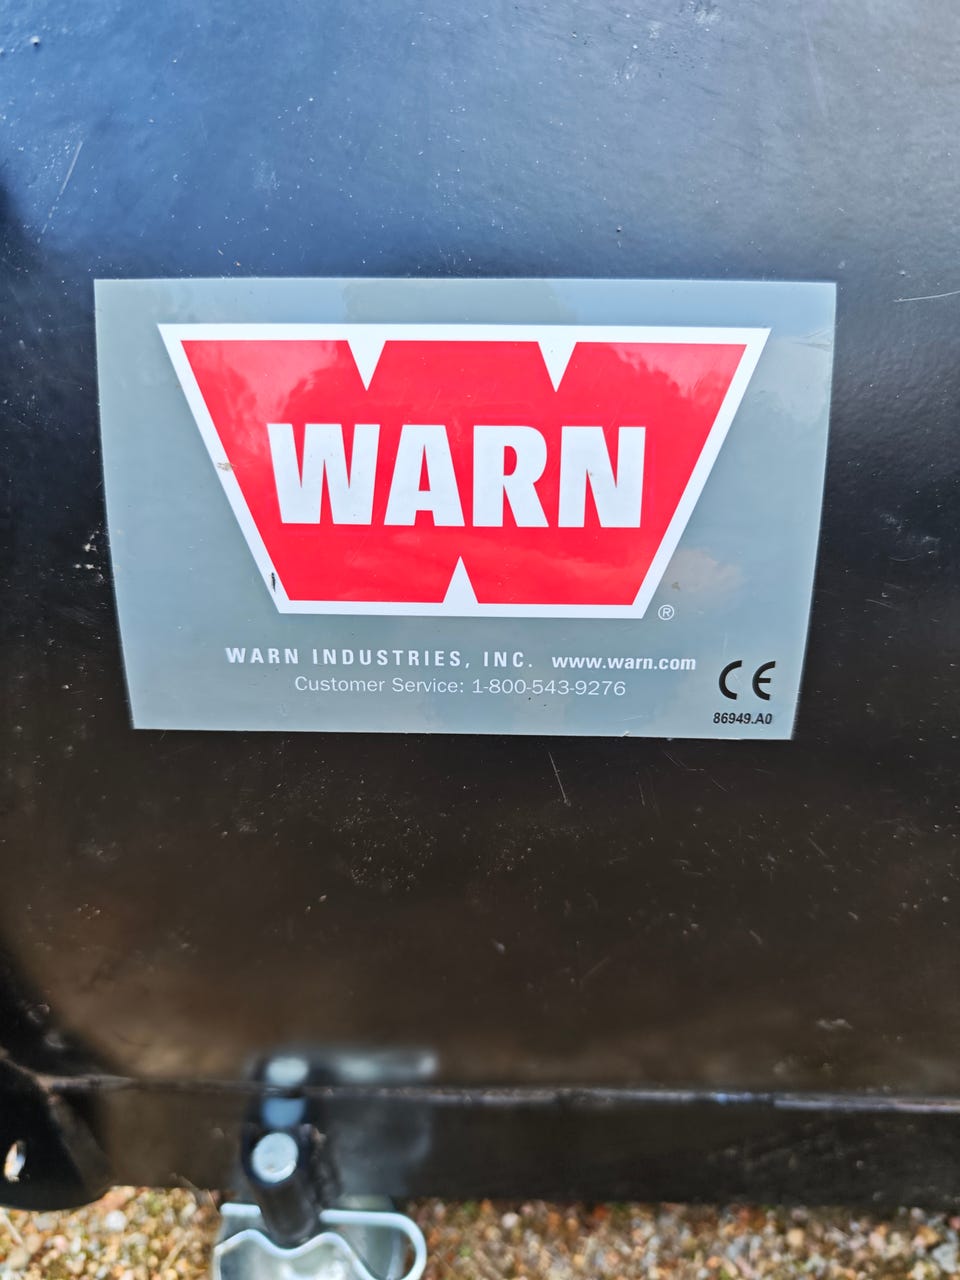 WARN
®
WARN INDUSTRIES, INC. www.warn.com
Customer Service: 1-800-543-9276
CE
86949.A0